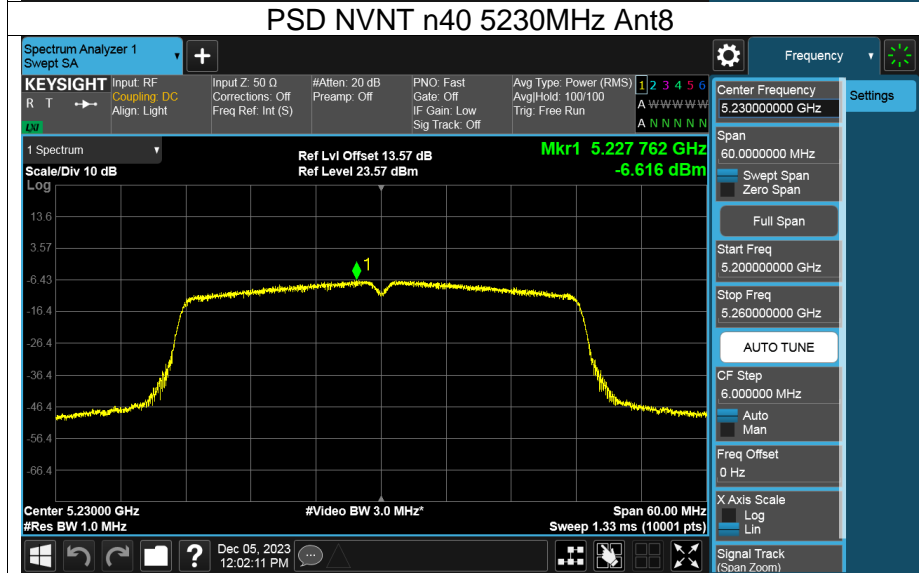 PSD NVNT n40 5230MHz Ant8
Spectrum Analyzer 1
Swept SA
+
Frequency
KEYSIGHT
R T
LXI
Input: RF
Coupling: DC
Align: Light
Input Z: 50 Ω
Corrections: Off
Freq Ref: Int (S)
#Atten: 20 dB
Preamp: Off
PNO: Fast
Gate: Off
IF Gain: Low
Sig Track: Off
Avg Type: Power (RMS)
Avg|Hold: 100/100
Trig: Free Run
1 2 3 4 5 6
A W W W W W
A N N N N N
1 Spectrum
Scale/Div 10 dB
Log
Ref Lvl Offset 13.57 dB
Ref Level 23.57 dBm
Mkr1 5.227 762 GHz
-6.616 dBm
13.6
3.57
-6.43
-16.4
-26.4
-36.4
-46.4
-56.4
-66.4
1
Center 5.23000 GHz
#Res BW 1.0 MHz
#Video BW 3.0 MHz*
Span 60.00 MHz
Sweep 1.33 ms (10001 pts)
Dec 05, 2023
12:02:11 PM
?
Center Frequency
5.230000000 GHz
Span
60.0000000 MHz
Swept Span
Zero Span
Full Span
Start Freq
5.200000000 GHz
Stop Freq
5.260000000 GHz
AUTO TUNE
CF Step
6.000000 MHz
Auto
Man
Freq Offset
0 Hz
X Axis Scale
Log
Lin
Signal Track
(Span Zoom)
Settings